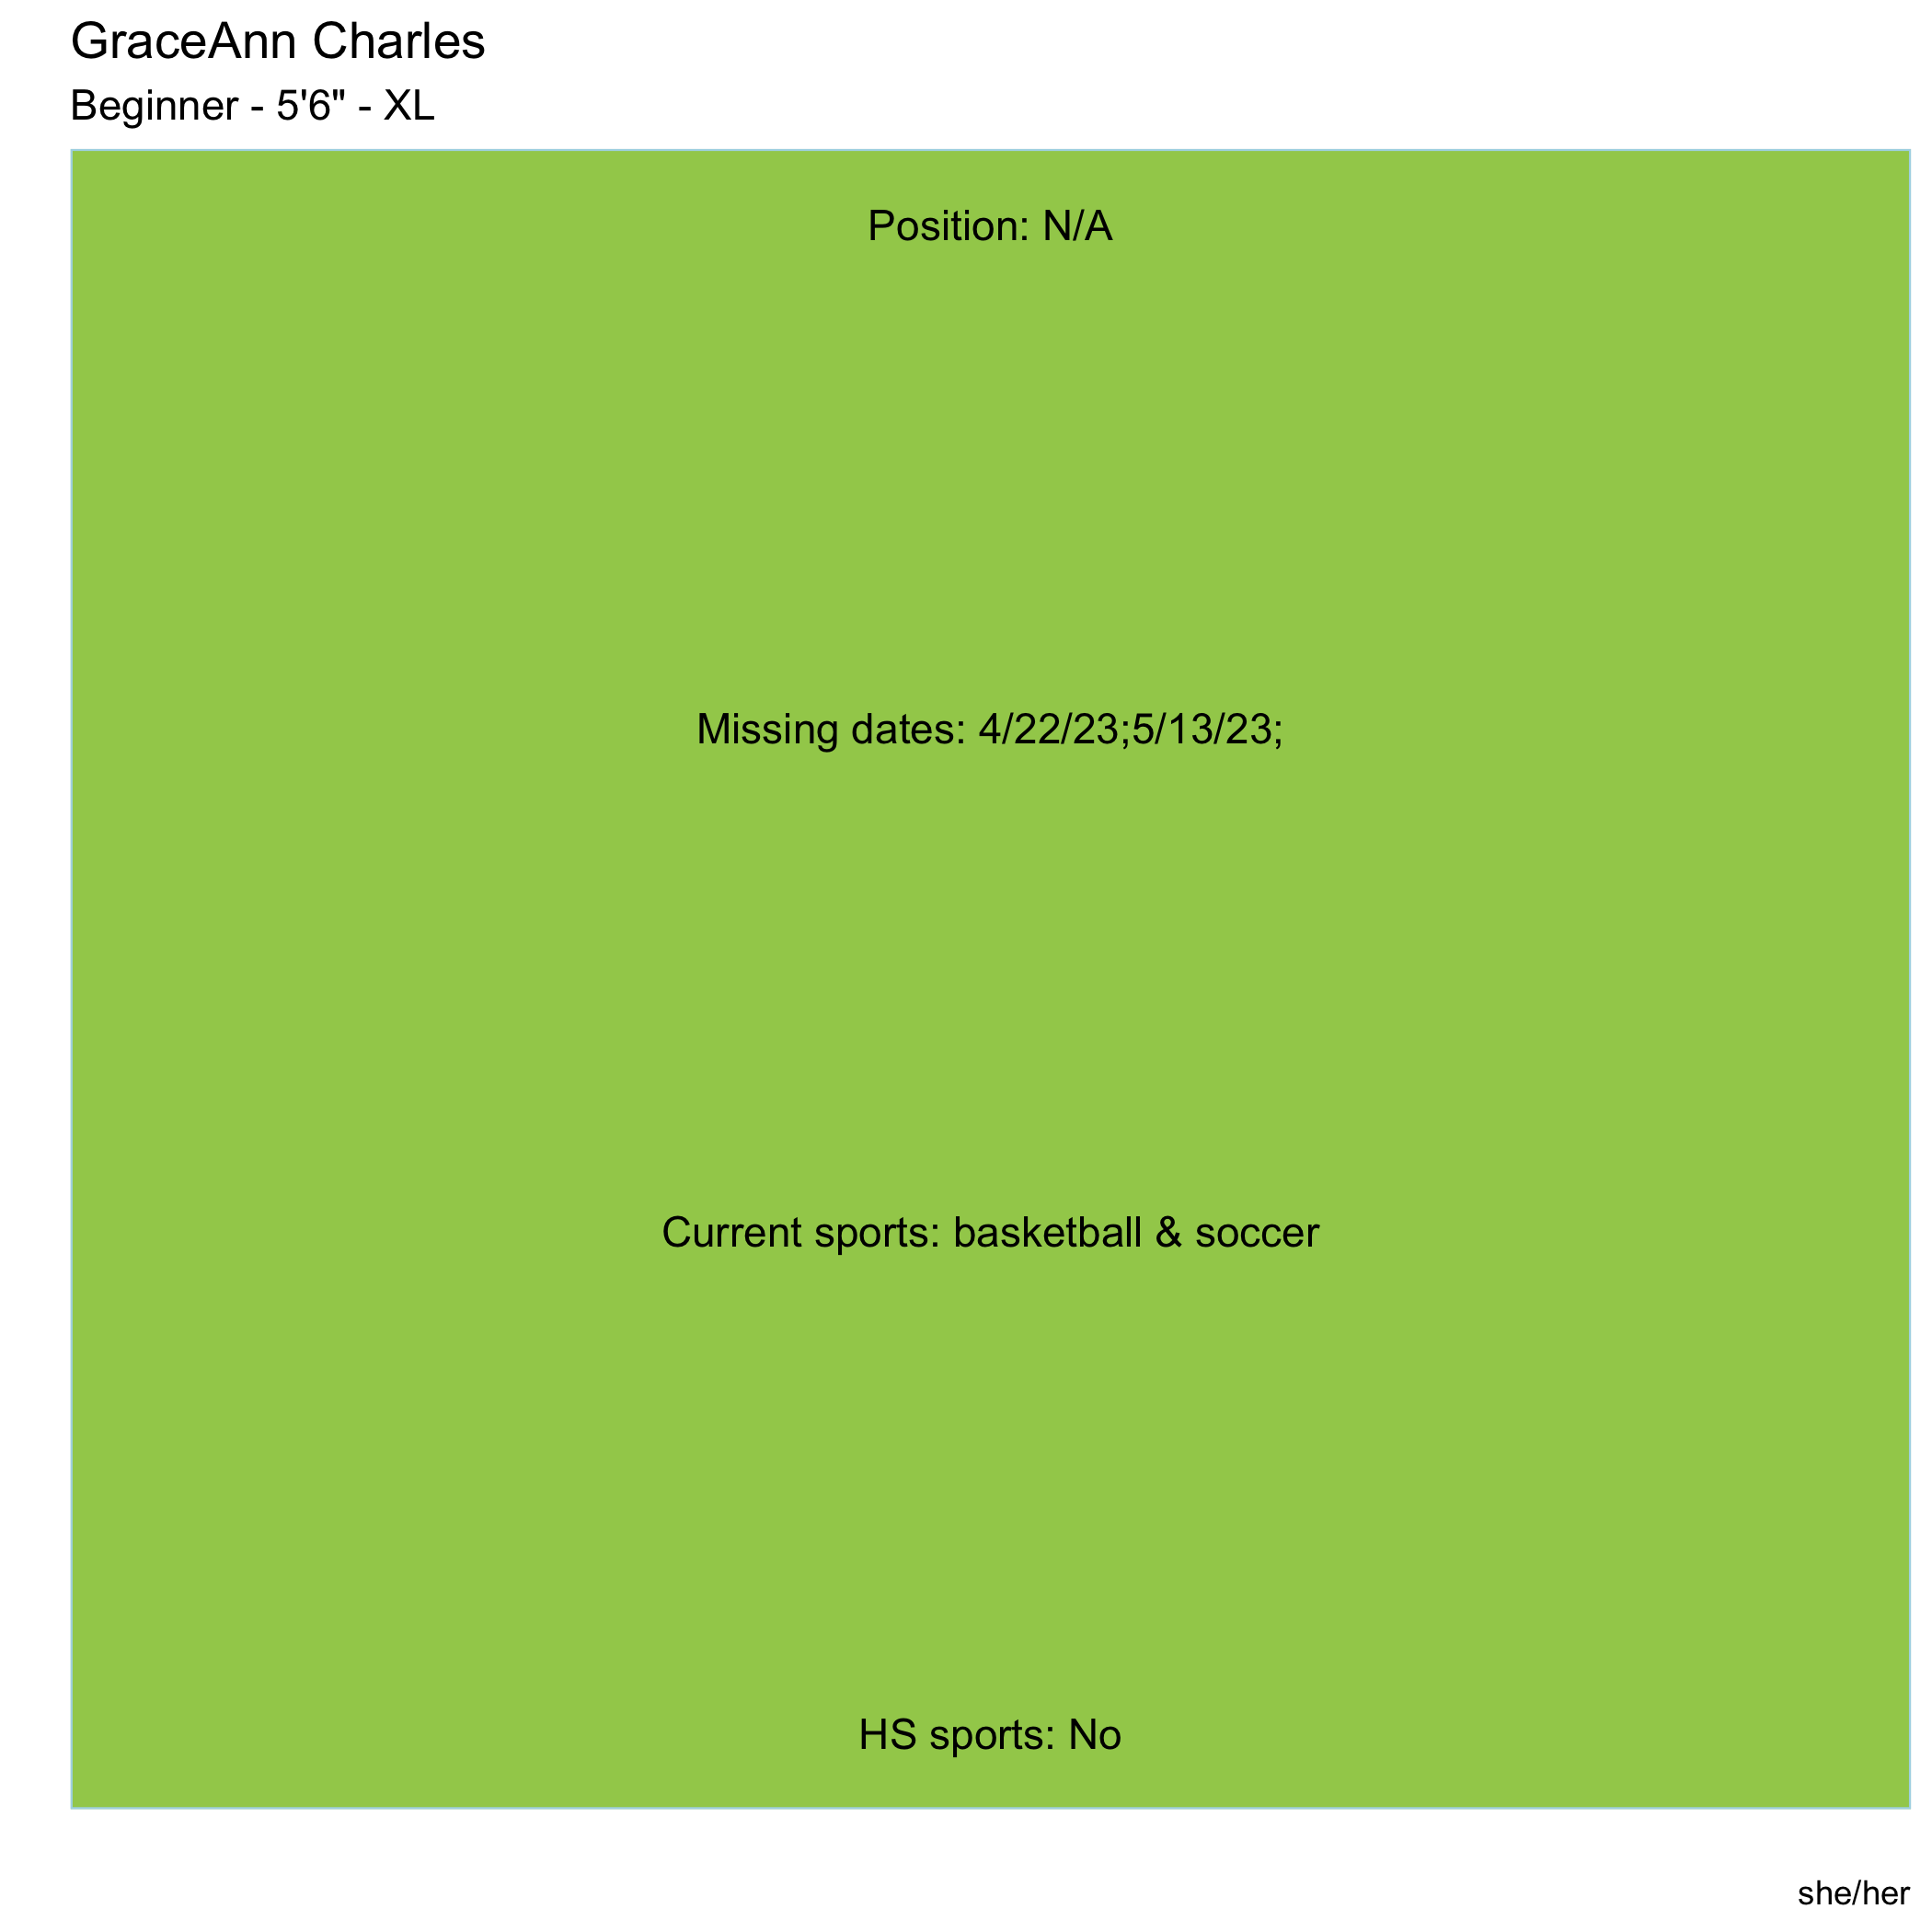 GraceAnn Charles
Beginner - 5'6" - XL
Position: N/A
Missing dates: 4/22/23;5/13/23;
Current sports: basketball & soccer
HS sports: No
she/her